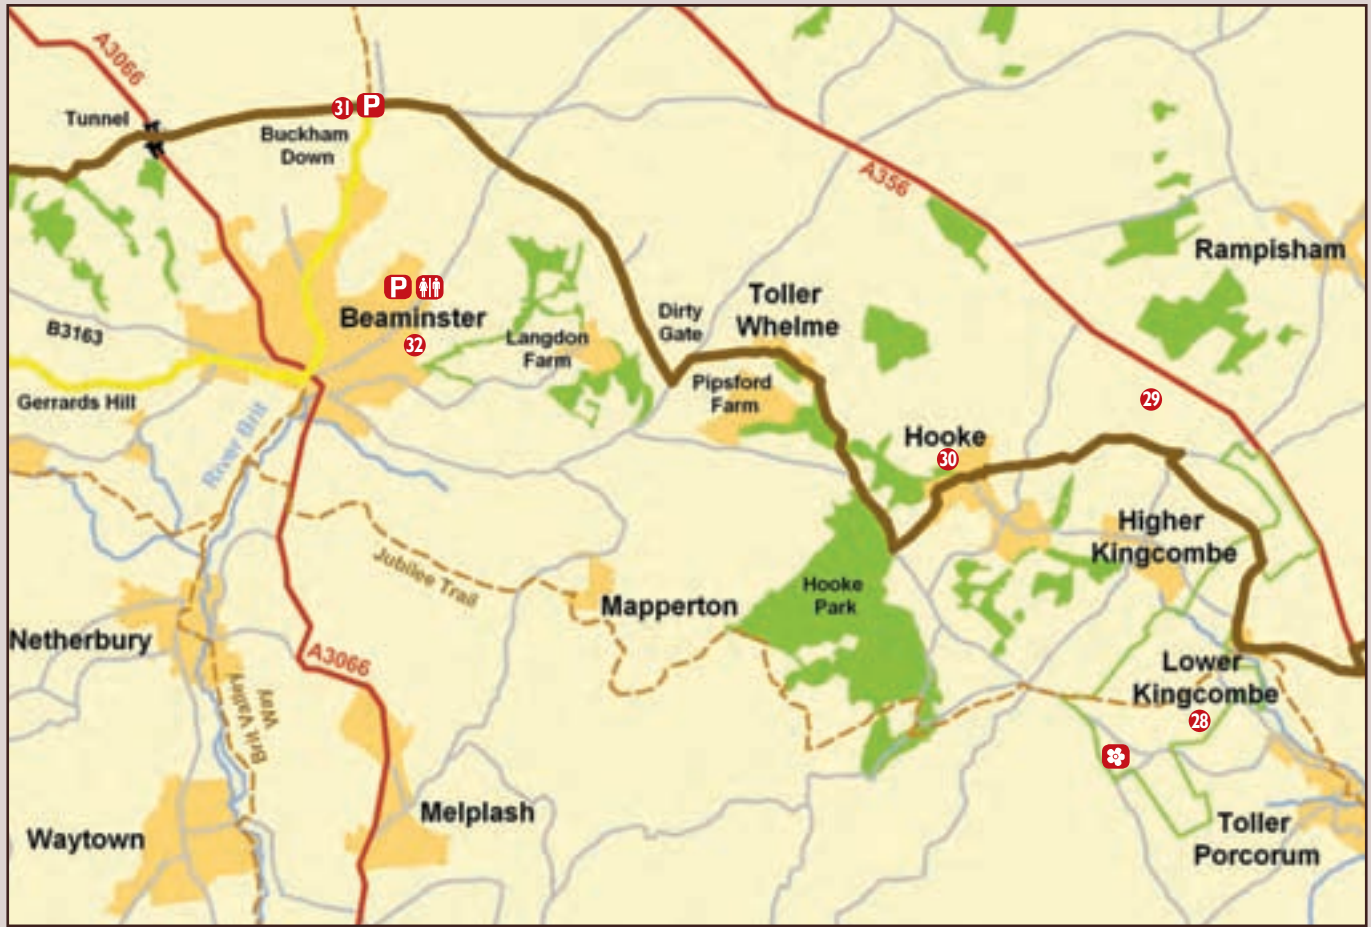 A3066
Tunnel
31 P
Buckham
Down
A356
Rampisham
P
Beaminster
32
B3163
Gerrards Hill
River Brit
Langdon
Farm
Dirty
Gate
Toller
Whelme
Pipsford
Farm
29
Hooke
30
Higher
Kingcombe
Jubilee Trail
Hooke
Park
Mapperton
Netherbury
A3066
Brit Valley
Way
Lower
Kingcombe
28
Melplash
Waytown
Toller
Porcorum